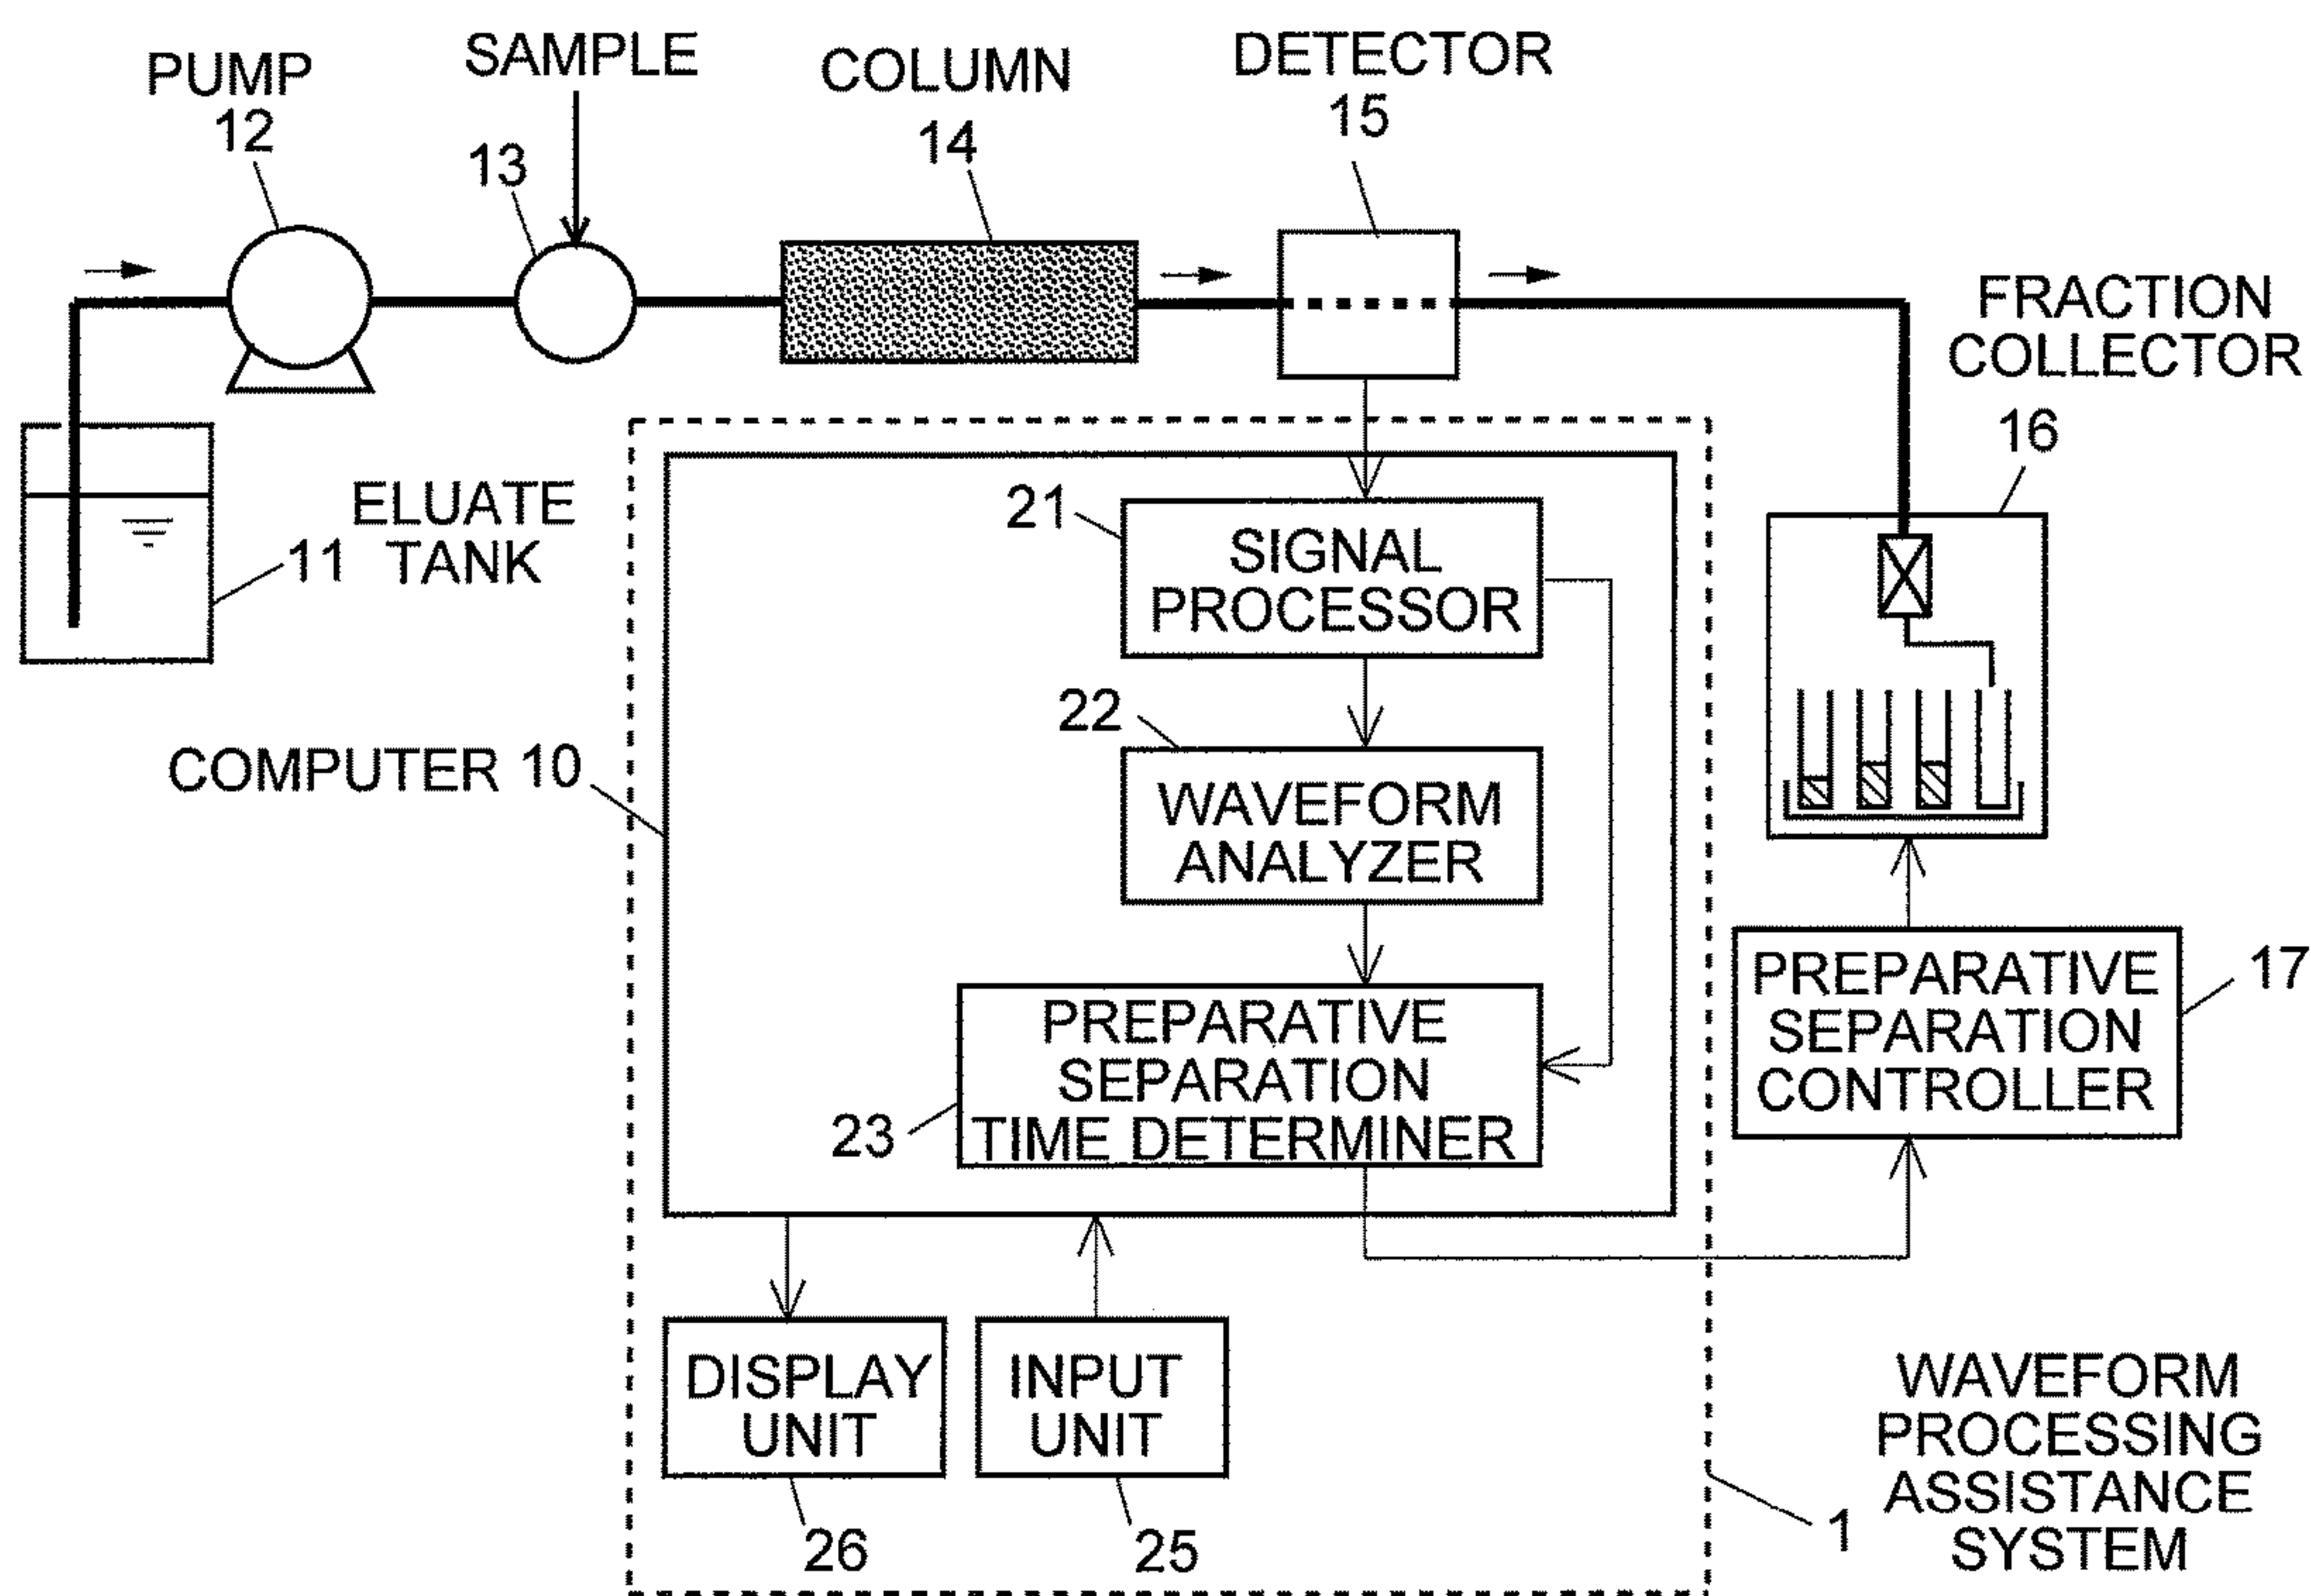 PUMP
12
SAMPLE
13
COLUMN
14
DETECTOR
15
FRACTION
COLLECTOR
16
ELUATE
TANK
11
COMPUTER 10
21
SIGNAL
PROCESSOR
22
WAVEFORM
ANALYZER
23
PREPARATIVE
SEPARATION
TIME DETERMINER
PREPARATIVE
SEPARATION
CONTROLLER
17
DISPLAY
UNIT
26
INPUT
UNIT
25
WAVEFORM
PROCESSING
ASSISTANCE
SYSTEM
1